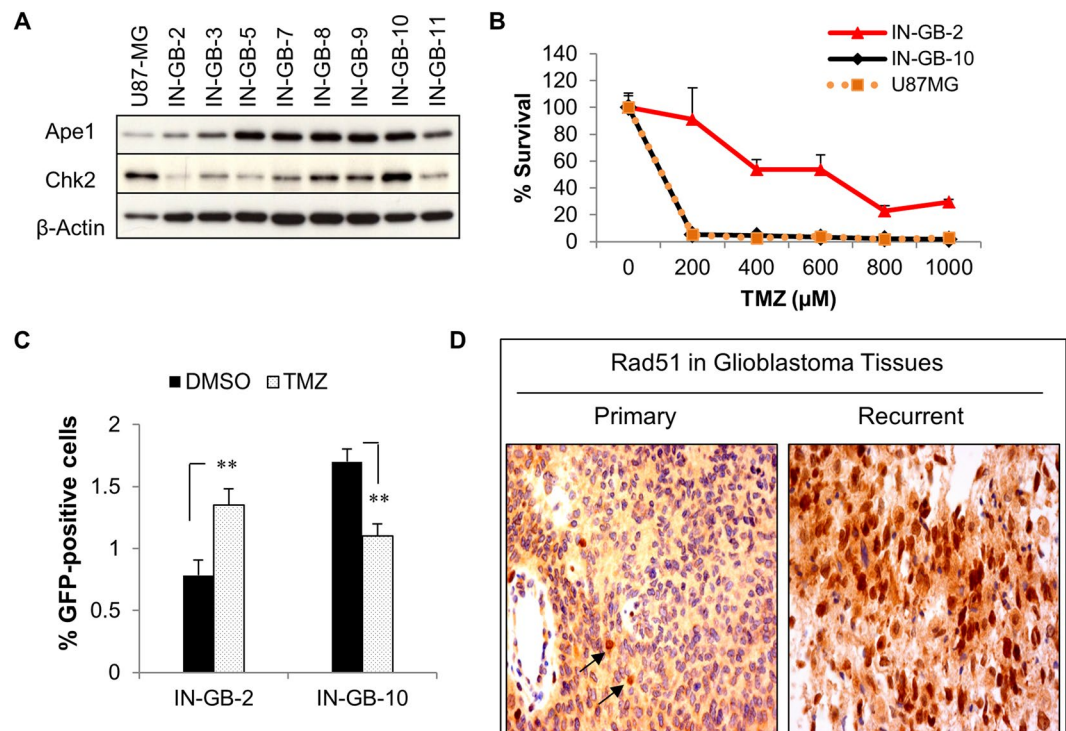 A
U87-MG
IN-GB-2
IN-GB-3
IN-GB-5
IN-GB-7
IN-GB-8
IN-GB-9
IN-GB-10
IN-GB-11
Ape1
Chk2
β-Actin
B
IN-GB-2
IN-GB-10
U87MG
% Survival
140
120
100
80
60
40
20
0
0 200 400 600 800 1000
TMZ (µM)
C
DMSO TMZ
% GFP-positive cells
2
1.5
1
0.5
0
**
**
IN-GB-2 IN-GB-10
D
Rad51 in Glioblastoma Tissues
Primary Recurrent